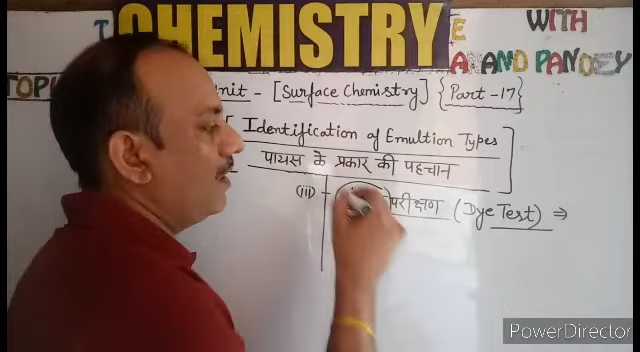 CHEMISTRY
WITH
ANAND PANDEY
Unit - [Surface Chemistry] {Part-17}
Identification of Emultion Types
पायस के प्रकार की पहचान
(iii) परीक्षण (Dye Test) ⇒
PowerDirector